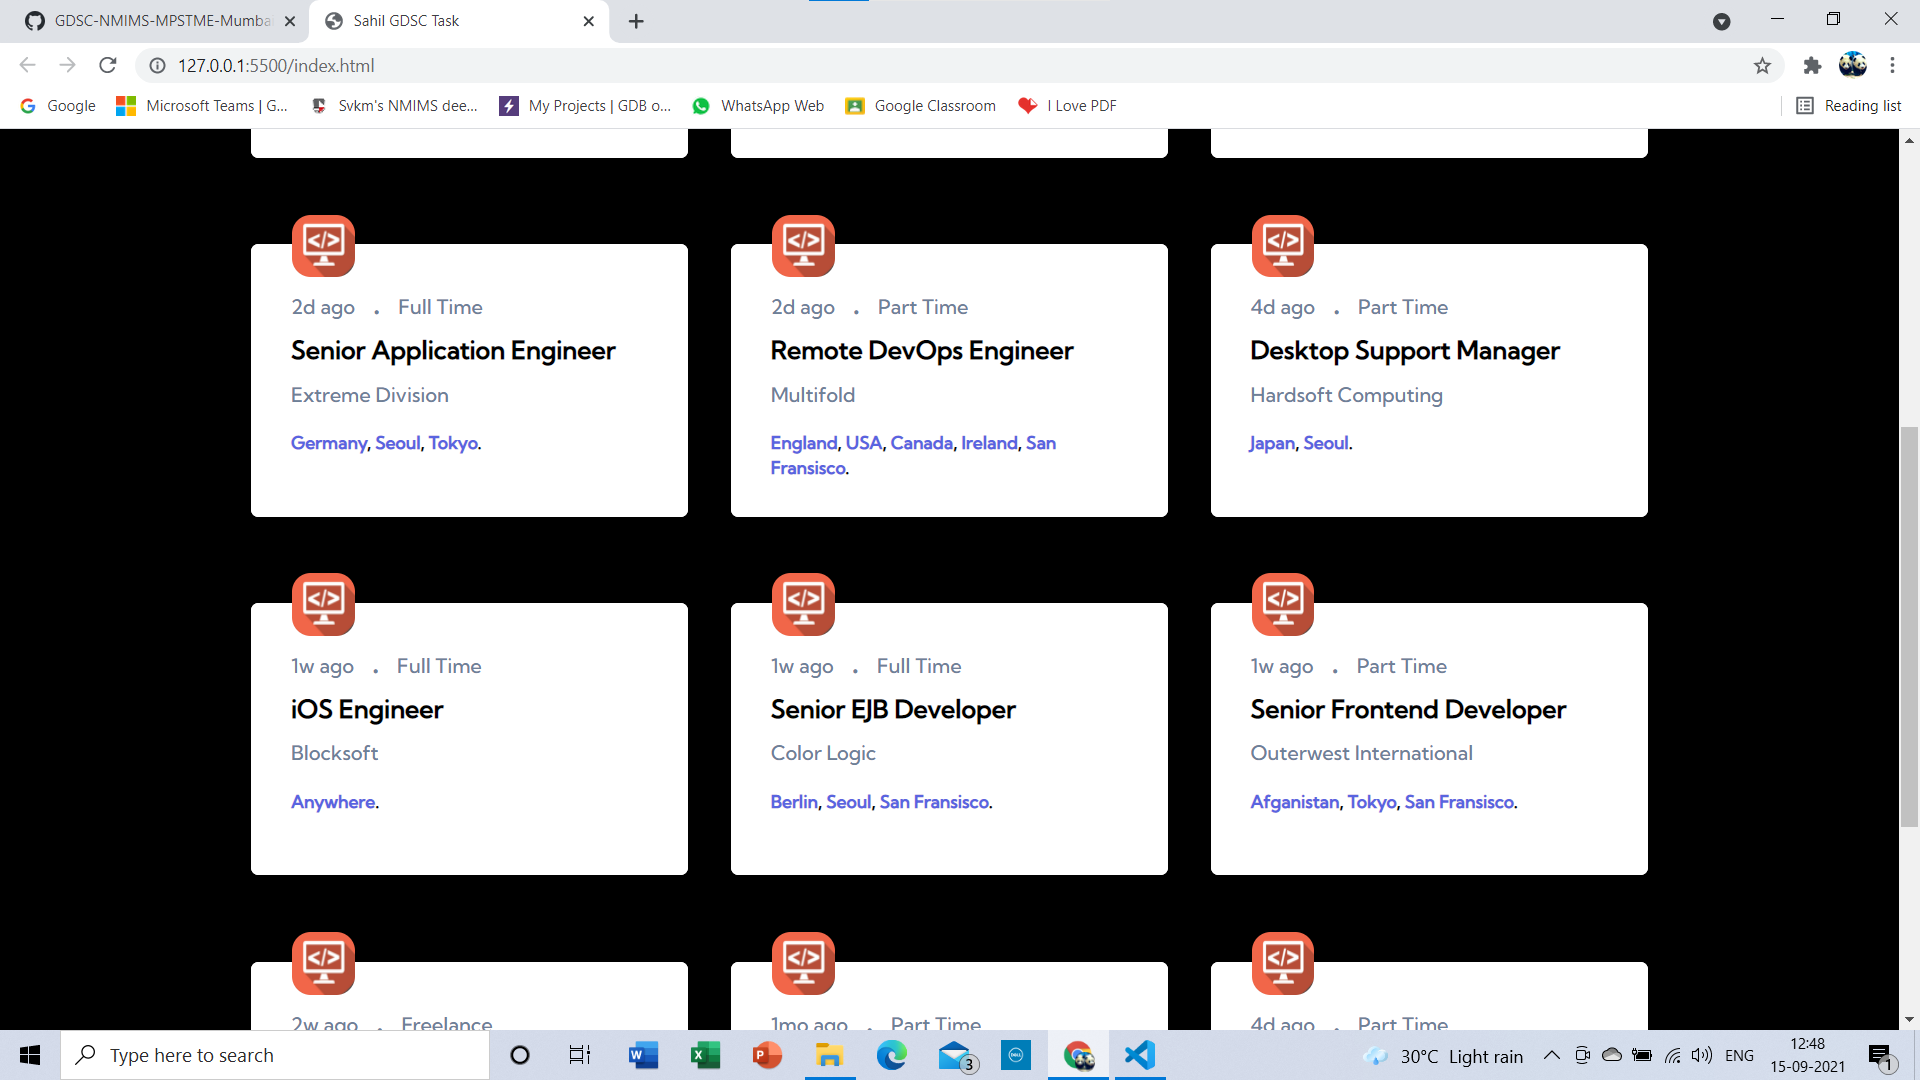 GDSC-NMIMS-MPSTME-Mumbai
Sahil GDSC Task
127.0.0.1:5500/index.html
Google
Microsoft Teams | G...
Svkm's NMIMS dee...
My Projects | GDB o...
WhatsApp Web
Google Classroom
I Love PDF
Reading list
2d ago . Full Time
Senior Application Engineer
Extreme Division
Germany, Seoul, Tokyo.
2d ago . Part Time
Remote DevOps Engineer
Multifold
England, USA, Canada, Ireland, San
Fransisco.
4d ago . Part Time
Desktop Support Manager
Hardsoft Computing
Japan, Seoul.
1w ago . Full Time
iOS Engineer
Blocksoft
Anywhere.
1w ago . Full Time
Senior EJB Developer
Color Logic
Berlin, Seoul, San Fransisco.
1w ago . Part Time
Senior Frontend Developer
Outerwest International
Afganistan, Tokyo, San Fransisco.
2w ago . Freelance
1mo ago . Part Time
4d ago . Part Time
Type here to search
3
30°C Light rain
ENG
12:48
15-09-2021
1